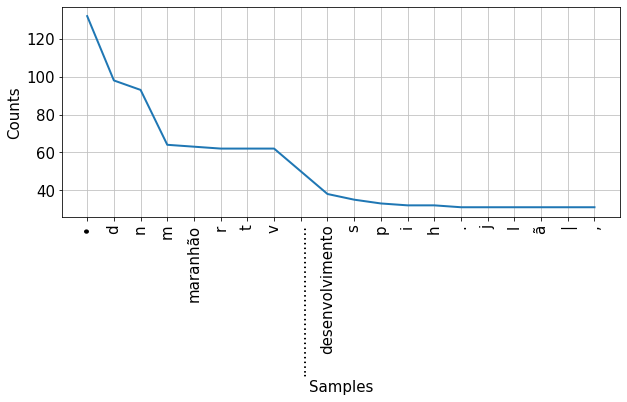 120
100
80
60
40
Counts
•
d
n
m
maranhão
r
t
v
........................................
desenvolvimento
s
p
i
h
.
j
l
ã
|
,
Samples